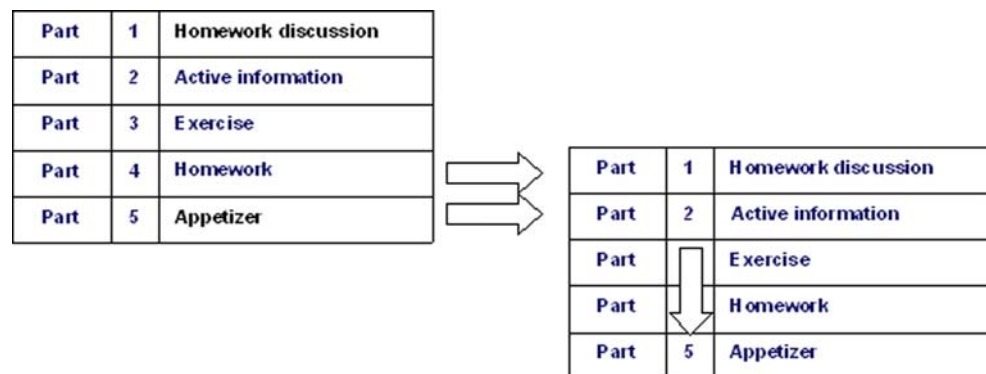 Part 1 Homework discussion
Part 2 Active information
Part 3 Exercise
Part 4 Homework
Part 5 Appetizer
Part 1 Homework discussion
Part 2 Active information
Part Exercise
Part Homework
Part 5 Appetizer